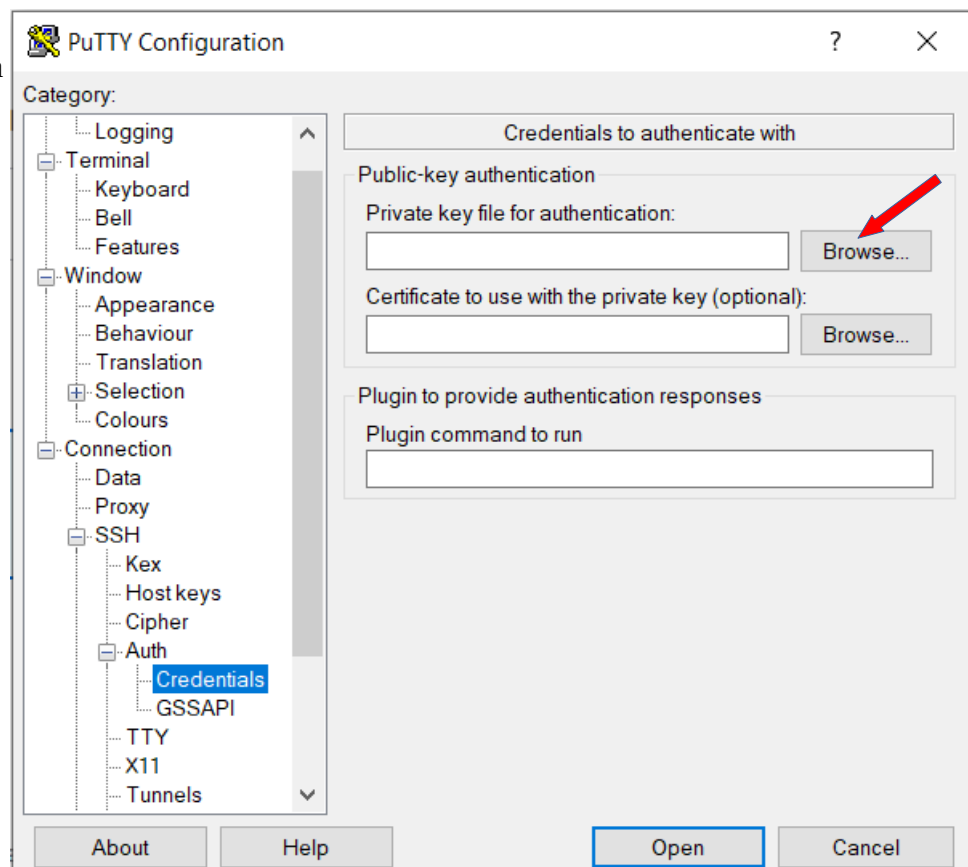 PuTTY Configuration
?
Category:
Logging
Terminal
Keyboard
Bell
Features
Window
Appearance
Behaviour
Translation
Selection
Colours
Connection
Data
Proxy
SSH
Kex
Host keys
Cipher
Auth
Credentials
GSSAPI
TTY
X11
Tunnels
Credentials to authenticate with
Public-key authentication
Private key file for authentication:
Browse...
Certificate to use with the private key (optional):
Browse...
Plugin to provide authentication responses
Plugin command to run
About
Help
Open
Cancel